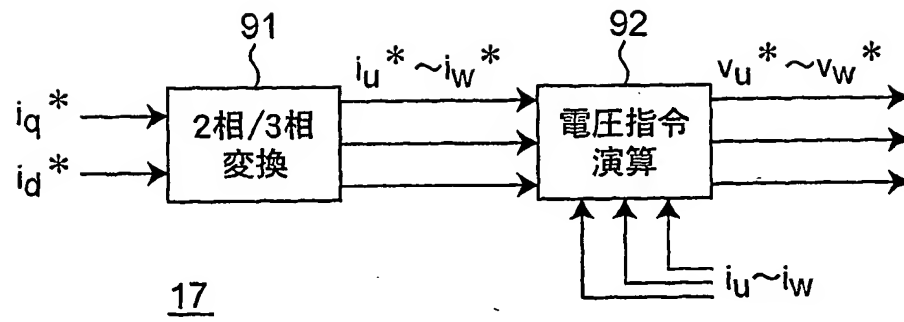 91
92
iu*~iw*
vu*~vw*
iq*
id*
2相/3相
変換
電圧指令
演算
iu~iw
17